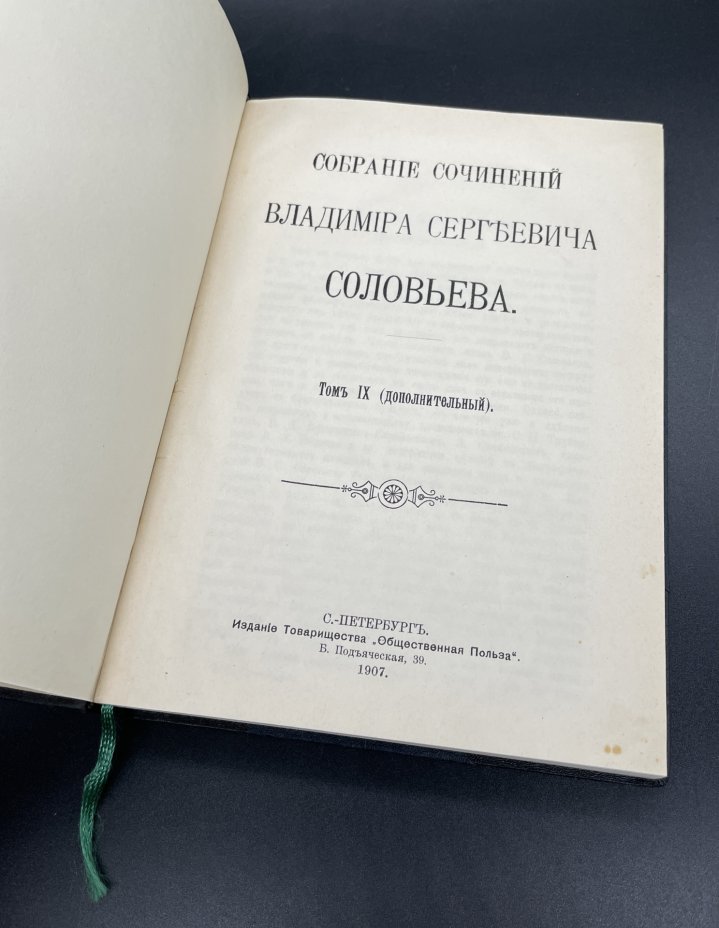 СОБРАНІЕ СОЧИНЕНІЙ
ВЛАДИМІРА СЕРГѢЕВИЧА
СОЛОВЬЕВА.
Томъ IX (дополнительный).
С.-ПЕТЕРБУРГЪ.
Изданіе Товарищества „Общественная Польза“.
Б. Подъяческая, 39.
1907.